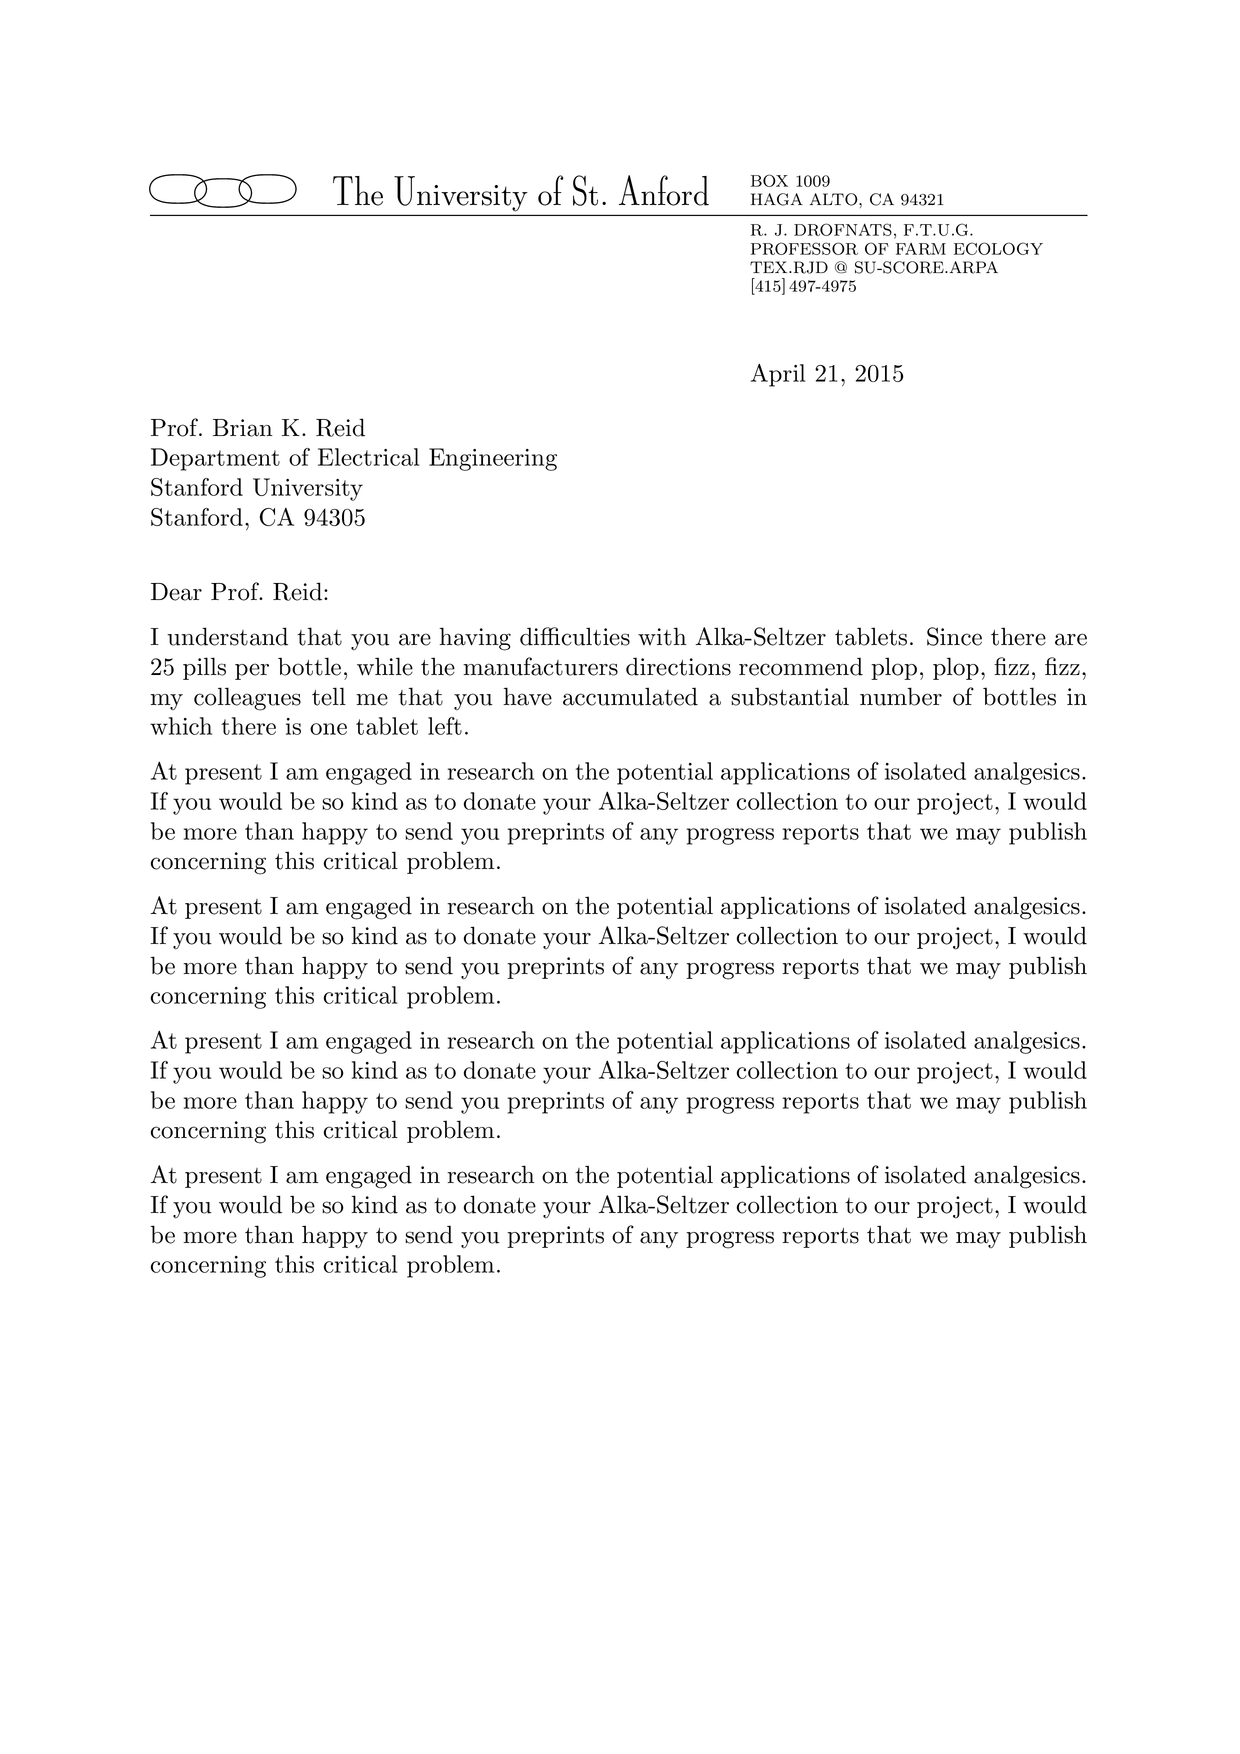 The University of St. Anford
BOX 1009
HAGA ALTO, CA 94321
R. J. DROFNATS, F.T.U.G.
PROFESSOR OF FARM ECOLOGY
TEX.RJD @ SU-SCORE.ARPA
[415] 497-4975
April 21, 2015
Prof. Brian K. Reid
Department of Electrical Engineering
Stanford University
Stanford, CA 94305
Dear Prof. Reid:
I understand that you are having difficulties with Alka-Seltzer tablets. Since there are
25 pills per bottle, while the manufacturers directions recommend plop, plop, fizz, fizz,
my colleagues tell me that you have accumulated a substantial number of bottles in
which there is one tablet left.
At present I am engaged in research on the potential applications of isolated analgesics.
If you would be so kind as to donate your Alka-Seltzer collection to our project, I would
be more than happy to send you preprints of any progress reports that we may publish
concerning this critical problem.
At present I am engaged in research on the potential applications of isolated analgesics.
If you would be so kind as to donate your Alka-Seltzer collection to our project, I would
be more than happy to send you preprints of any progress reports that we may publish
concerning this critical problem.
At present I am engaged in research on the potential applications of isolated analgesics.
If you would be so kind as to donate your Alka-Seltzer collection to our project, I would
be more than happy to send you preprints of any progress reports that we may publish
concerning this critical problem.
At present I am engaged in research on the potential applications of isolated analgesics.
If you would be so kind as to donate your Alka-Seltzer collection to our project, I would
be more than happy to send you preprints of any progress reports that we may publish
concerning this critical problem.